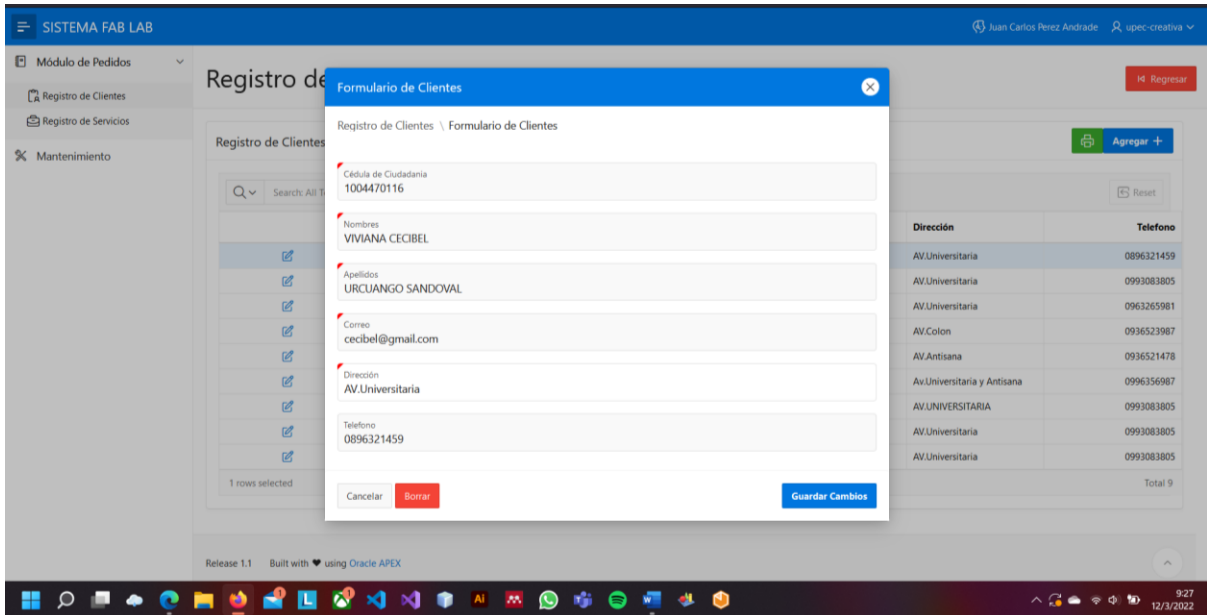 SISTEMA FAB LAB
Juan Carlos Perez Andrade upec-creativa
Módulo de Pedidos
Registro de Clientes
Registro de Servicios
Mantenimiento
Registro de
Regresar
Registro de Clientes
Agregar +
Search: All T
Reset
Dirección Telefono
AV.Universitaria 0896321459
AV.Universitaria 0993083805
AV.Universitaria 0963265981
AV.Colon 0936523987
AV.Antisana 0936521478
Av.Universitaria y Antisana 0996356987
AV.UNIVERSITARIA 0993083805
AV.Universitaria 0993083805
AV.Universitaria 0993083805
1 rows selected Total 9
Formulario de Clientes
Registro de Clientes \ Formulario de Clientes
Cédula de Ciudadania
1004470116
Nombres
VIVIANA CECIBEL
Apellidos
URCUANGO SANDOVAL
Correo
cecibel@gmail.com
Dirección
AV.Universitaria
Telefono
0896321459
Cancelar Borrar Guardar Cambios
Release 1.1 Built with ♥ using Oracle APEX
L Ai
9:27
12/3/2022